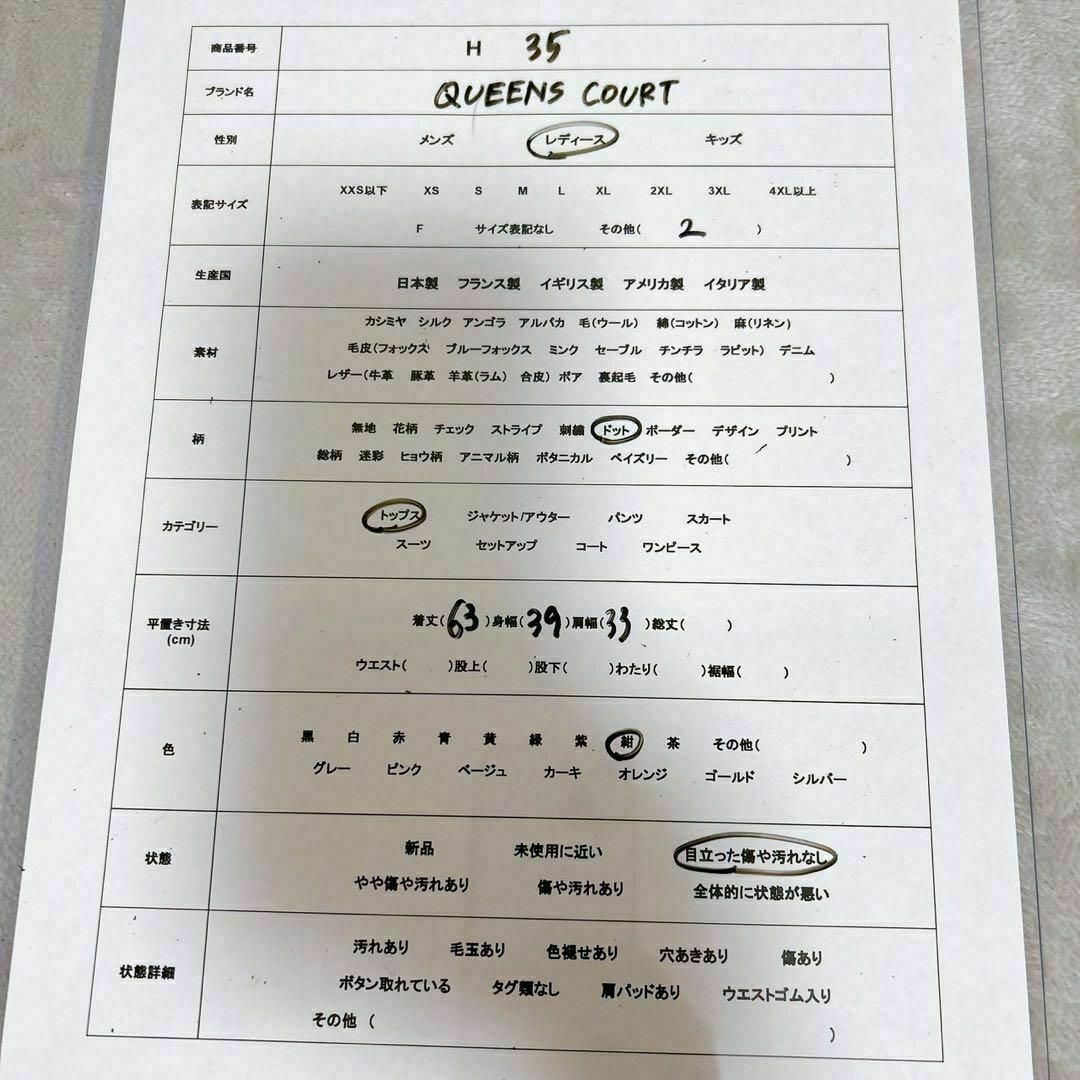 商品番号 H 35
ブランド名 QUEENS COURT
性別 メンズ レディース キッズ
表記サイズ XXS以下 XS S M L XL 2XL 3XL 4XL以上
F サイズ表記なし その他( 2 )
生産国 日本製 フランス製 イギリス製 アメリカ製 イタリア製
素材 カシミヤ シルク アンゴラ アルパカ 毛(ウール) 綿(コットン) 麻(リネン)
毛皮(フォックス ブルーフォックス ミンク セーブル チンチラ ラビット) デニム
レザー(牛革 豚革 羊革(ラム) 合皮) ボア 裏起毛 その他( )
柄 無地 花柄 チェック ストライプ 刺繍 ドット ボーダー デザイン プリント
総柄 迷彩 ヒョウ柄 アニマル柄 ボタニカル ペイズリー その他( )
カテゴリー トップス ジャケット/アウター パンツ スカート
スーツ セットアップ コート ワンピース
平置き寸法 着丈( 63 )身幅( 39 )肩幅( 33 )総丈( )
(cm) ウエスト( )股上( )股下( )わたり( )裾幅( )
色 黒 白 赤 青 黄 緑 紫 紺 茶 その他( )
グレー ピンク ベージュ カーキ オレンジ ゴールド シルバー
状態 新品 未使用に近い 目立った傷や汚れなし
やや傷や汚れあり 傷や汚れあり 全体的に状態が悪い
状態詳細 汚れあり 毛玉あり 色褪せあり 穴あきあり 傷あり
ボタン取れている タグ類なし 肩パッドあり ウエストゴム入り
その他 ( )